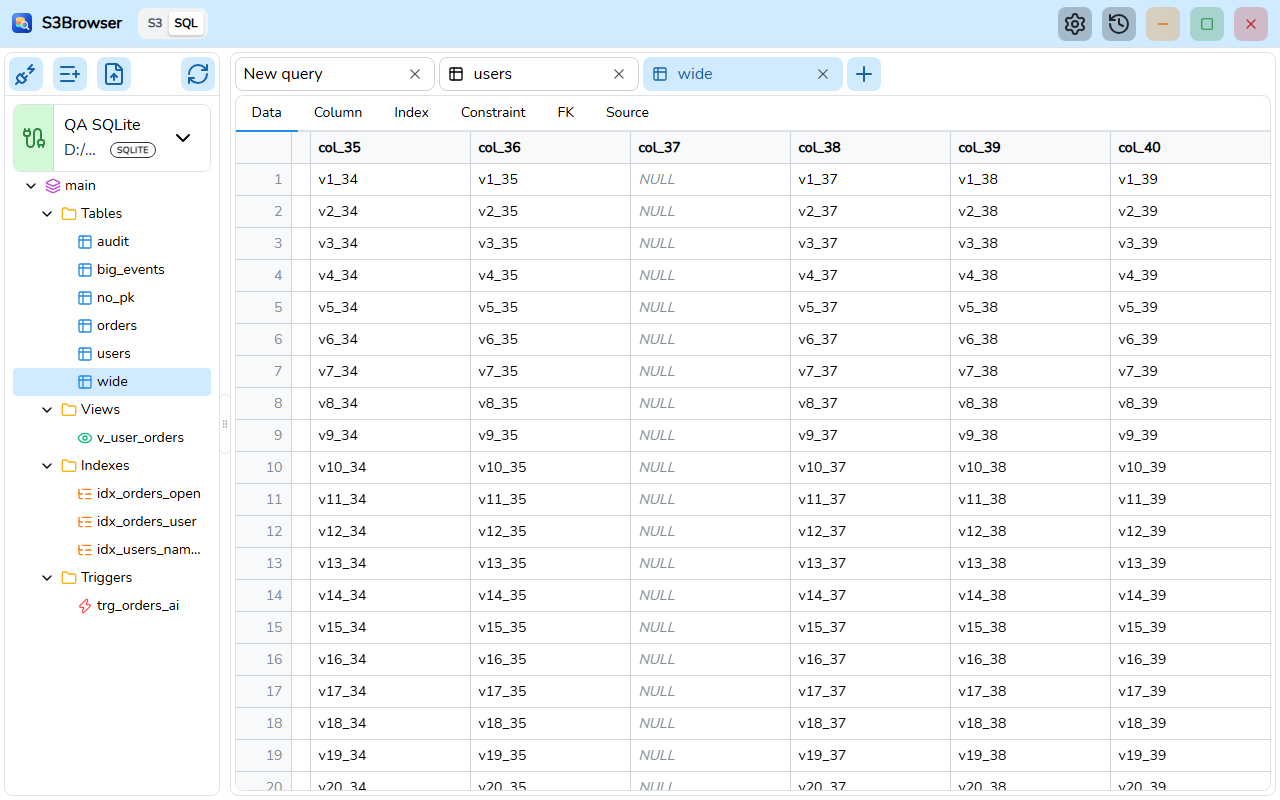 S3Browser S3 SQL
QA SQLite
D:/... SQLITE
main
Tables
audit
big_events
no_pk
orders
users
wide
Views
v_user_orders
Indexes
idx_orders_open
idx_orders_user
idx_users_nam...
Triggers
trg_orders_ai
New query users wide
Data Column Index Constraint FK Source
col_35 col_36 col_37 col_38 col_39 col_40
1 v1_34 v1_35 NULL v1_37 v1_38 v1_39
2 v2_34 v2_35 NULL v2_37 v2_38 v2_39
3 v3_34 v3_35 NULL v3_37 v3_38 v3_39
4 v4_34 v4_35 NULL v4_37 v4_38 v4_39
5 v5_34 v5_35 NULL v5_37 v5_38 v5_39
6 v6_34 v6_35 NULL v6_37 v6_38 v6_39
7 v7_34 v7_35 NULL v7_37 v7_38 v7_39
8 v8_34 v8_35 NULL v8_37 v8_38 v8_39
9 v9_34 v9_35 NULL v9_37 v9_38 v9_39
10 v10_34 v10_35 NULL v10_37 v10_38 v10_39
11 v11_34 v11_35 NULL v11_37 v11_38 v11_39
12 v12_34 v12_35 NULL v12_37 v12_38 v12_39
13 v13_34 v13_35 NULL v13_37 v13_38 v13_39
14 v14_34 v14_35 NULL v14_37 v14_38 v14_39
15 v15_34 v15_35 NULL v15_37 v15_38 v15_39
16 v16_34 v16_35 NULL v16_37 v16_38 v16_39
17 v17_34 v17_35 NULL v17_37 v17_38 v17_39
18 v18_34 v18_35 NULL v18_37 v18_38 v18_39
19 v19_34 v19_35 NULL v19_37 v19_38 v19_39
20 v20_34 v20_35 NULL v20_37 v20_38 v20_39